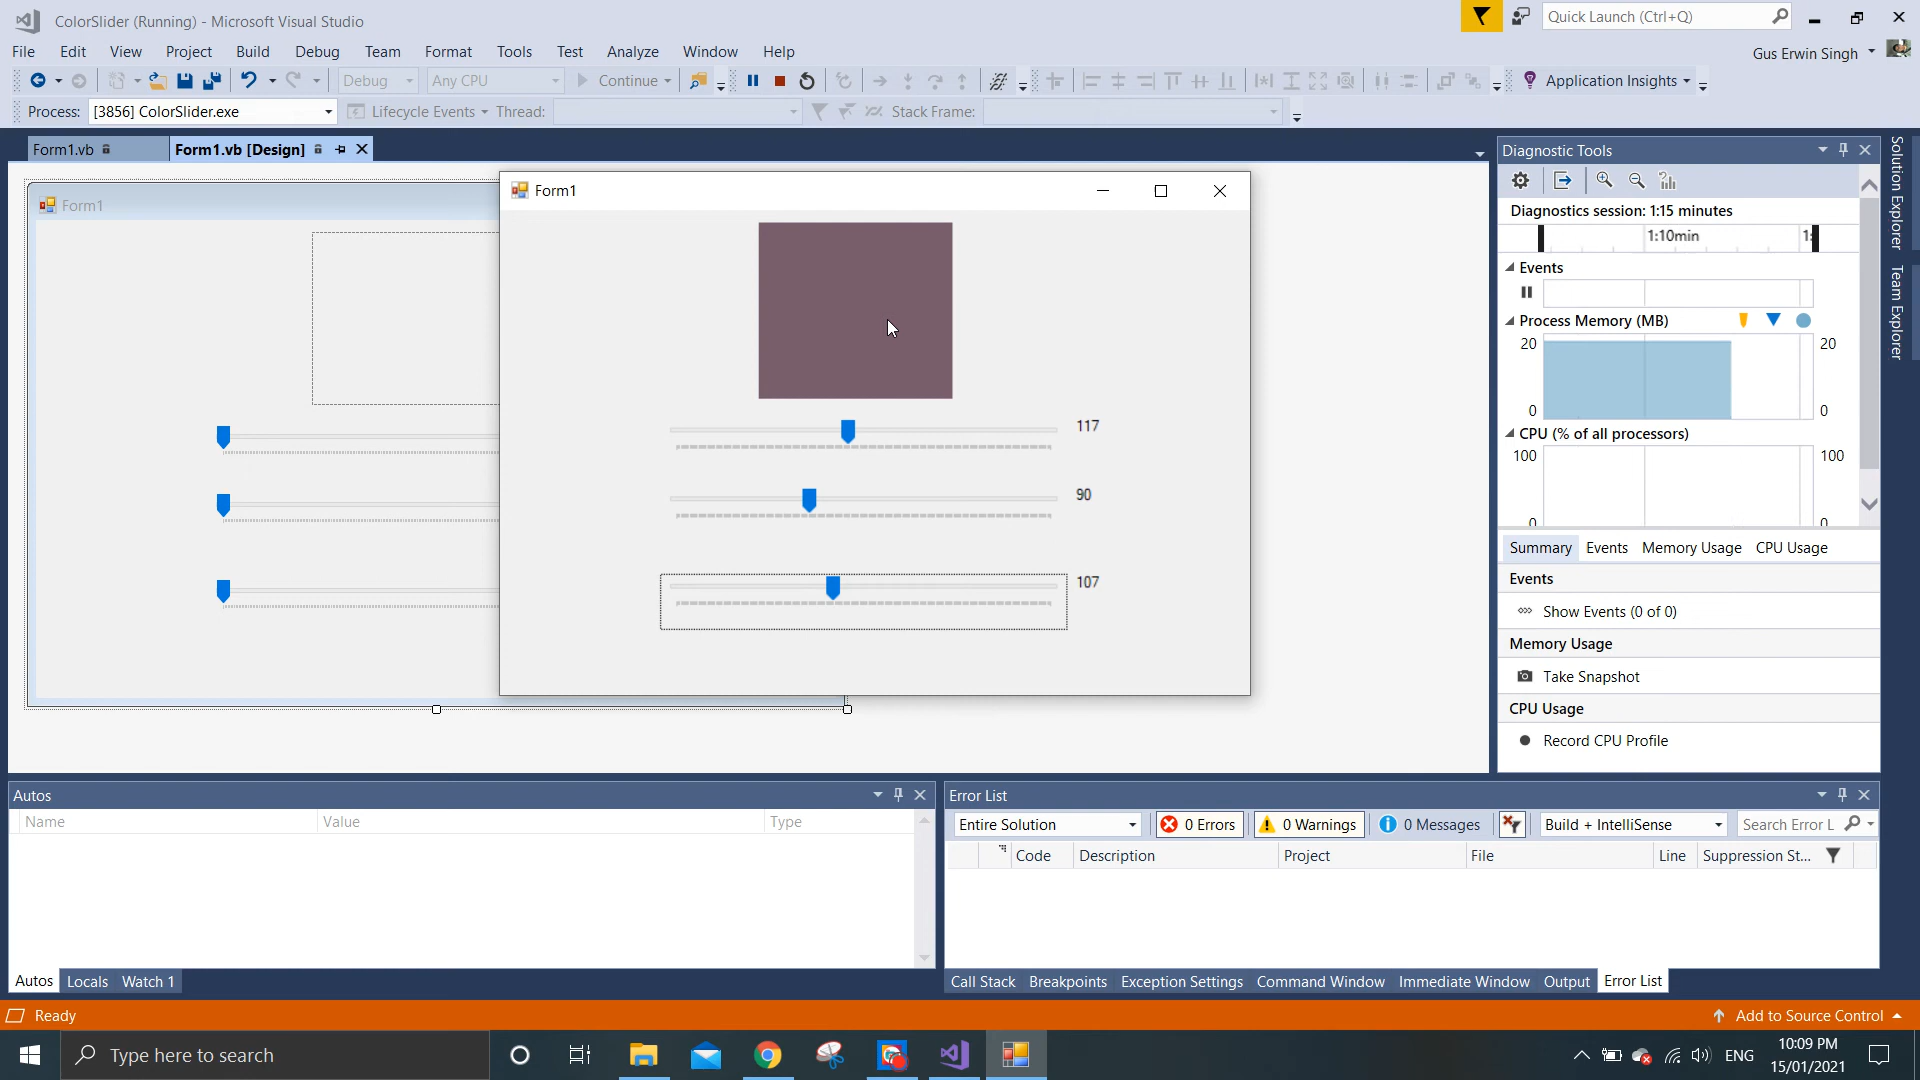 ColorSlider (Running) - Microsoft Visual Studio
Quick Launch (Ctrl+Q)
File Edit View Project Build Debug Team Format Tools Test Analyze Window Help
Gus Erwin Singh
Debug Any CPU Continue Application Insights
Process: [3856] ColorSlider.exe Lifecycle Events Thread: Stack Frame:
Form1.vb Form1.vb [Design]
Form1
Form1
117
90
107
Diagnostic Tools
Diagnostics session: 1:15 minutes
1:10min
Events
Process Memory (MB)
20 20
0 0
CPU (% of all processors)
100 100
0 0
Summary Events Memory Usage CPU Usage
Events
Show Events (0 of 0)
Memory Usage
Take Snapshot
CPU Usage
Record CPU Profile
Solution Explorer
Team Explorer
Autos
Name Value Type
Autos Locals Watch 1
Error List
Entire Solution 0 Errors 0 Warnings 0 Messages Build + IntelliSense Search Error L
Code Description Project File Line Suppression St...
Call Stack Breakpoints Exception Settings Command Window Immediate Window Output Error List
Ready
Add to Source Control
Type here to search
ENG
10:09 PM
15/01/2021